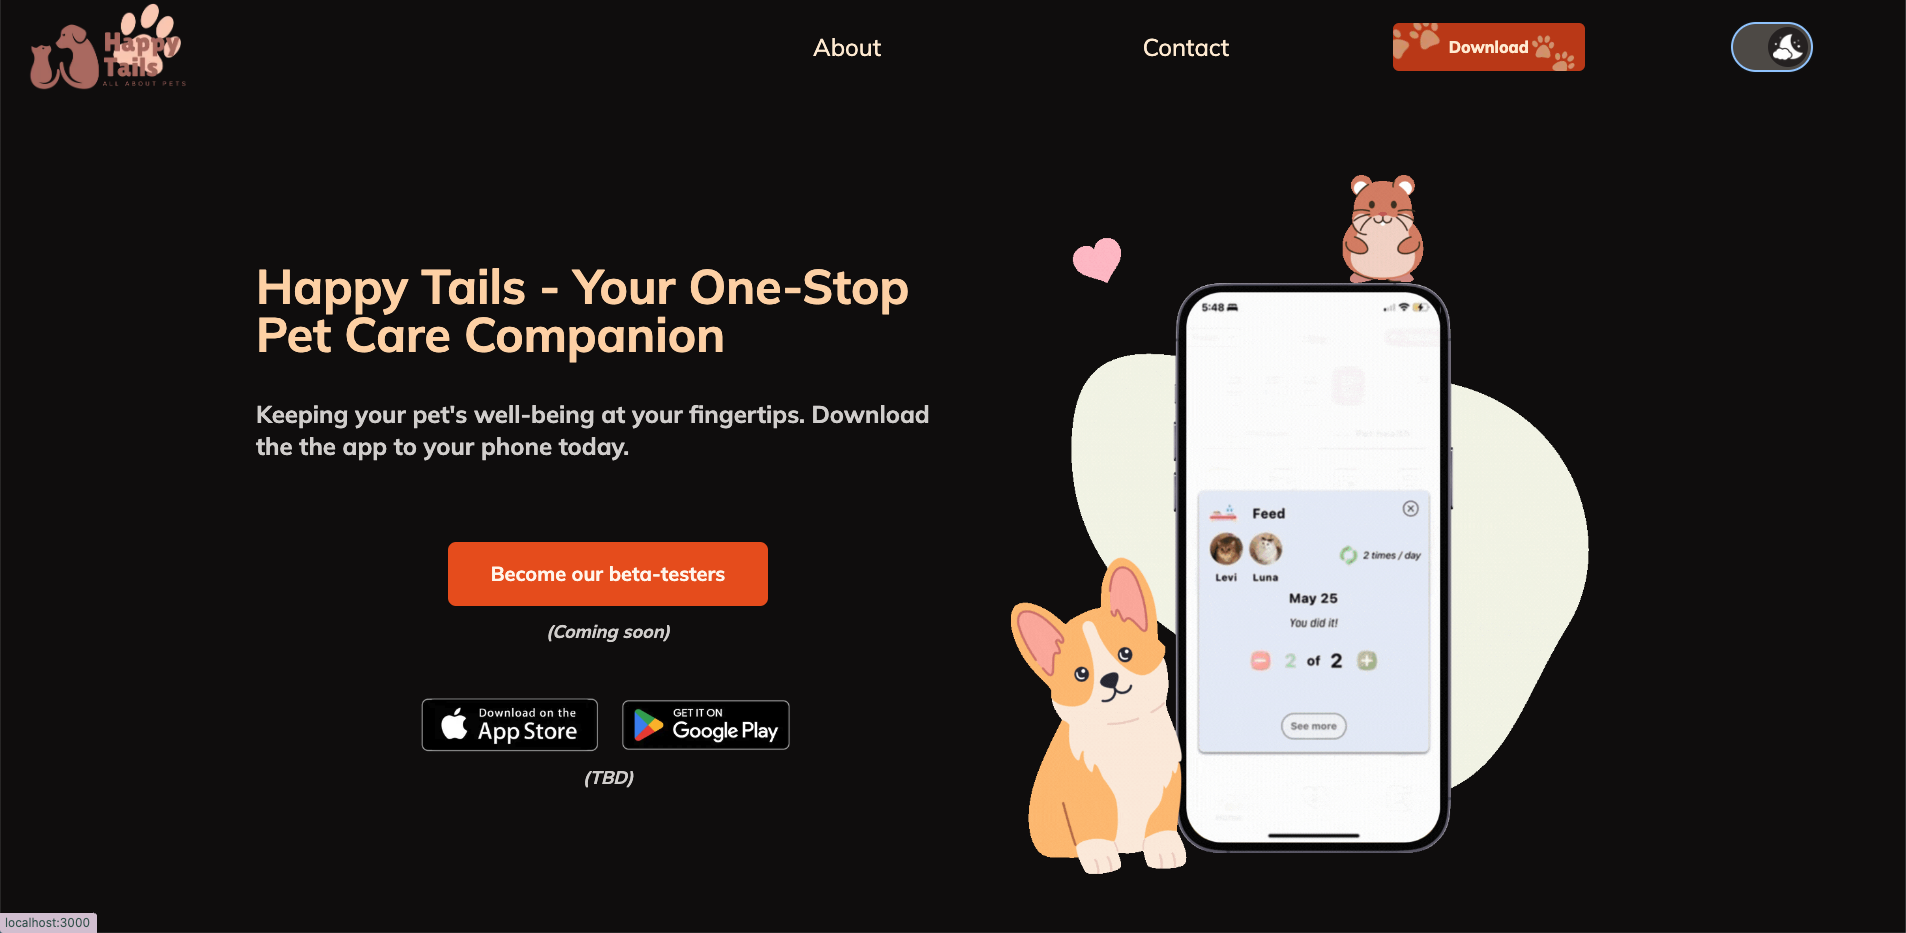 Happy
Tails
ALL ABOUT PETS
About
Contact
Download
Happy Tails - Your One-Stop
Pet Care Companion
Keeping your pet's well-being at your fingertips. Download
the the app to your phone today.
Become our beta-testers
(Coming soon)
Download on the
App Store
GET IT ON
Google Play
(TBD)
5:48
Pet health
Feed
2 times / day
Levi
Luna
May 25
You did it!
2 of 2
See more
localhost:3000